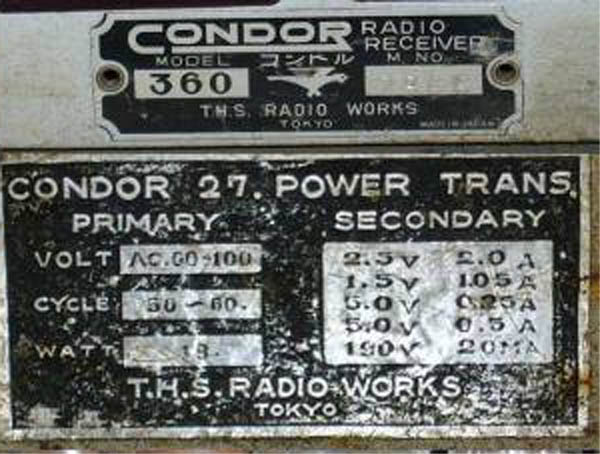 CONDOR RADIO RECEIVER
MODEL コンドル M. NO.
360
T.H.S. RADIO WORKS
TOKYO
MADE IN JAPAN
CONDOR 27. POWER TRANS.
PRIMARY SECONDARY
VOLT AC. 90-100 2.5V 2.0A
1.5V 1.05A
CYCLE 50-60. 5.0V 0.25A
5.0V 0.5A
WATT 18. 190V 20MA
T.H.S. RADIO-WORKS
TOKYO